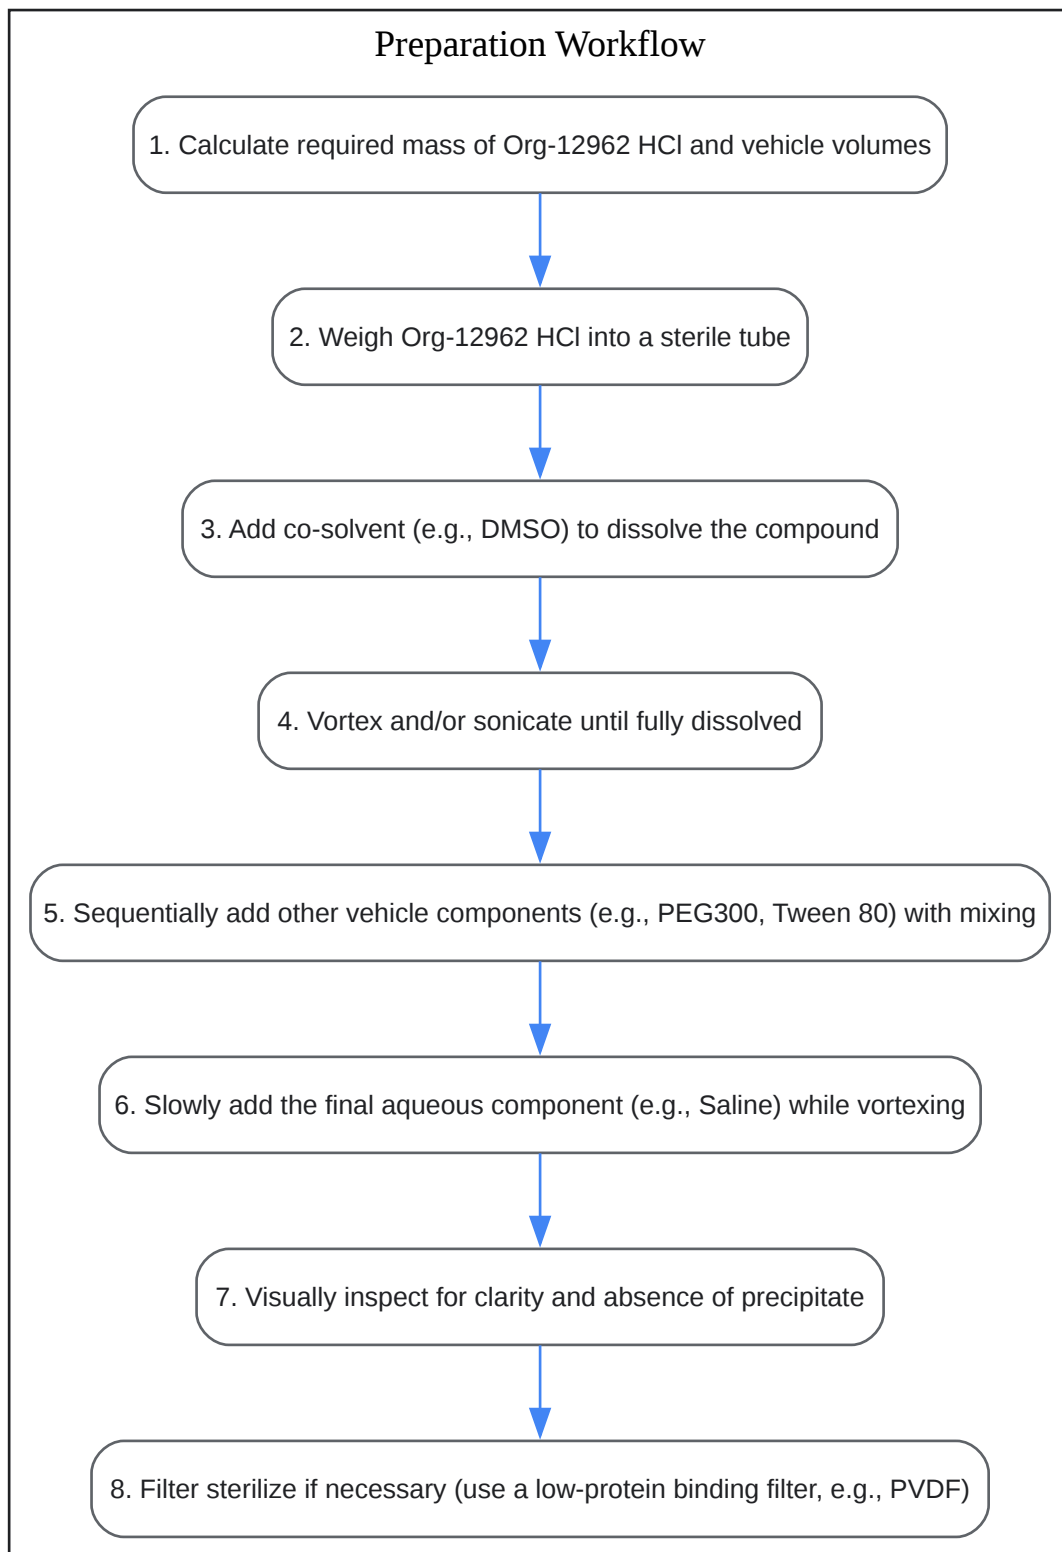 Preparation Workflow
1. Calculate required mass of Org-12962 HCl and vehicle volumes
2. Weigh Org-12962 HCl into a sterile tube
3. Add co-solvent (e.g., DMSO) to dissolve the compound
4. Vortex and/or sonicate until fully dissolved
5. Sequentially add other vehicle components (e.g., PEG300, Tween 80) with mixing
6. Slowly add the final aqueous component (e.g., Saline) while vortexing
7. Visually inspect for clarity and absence of precipitate
8. Filter sterilize if necessary (use a low-protein binding filter, e.g., PVDF)